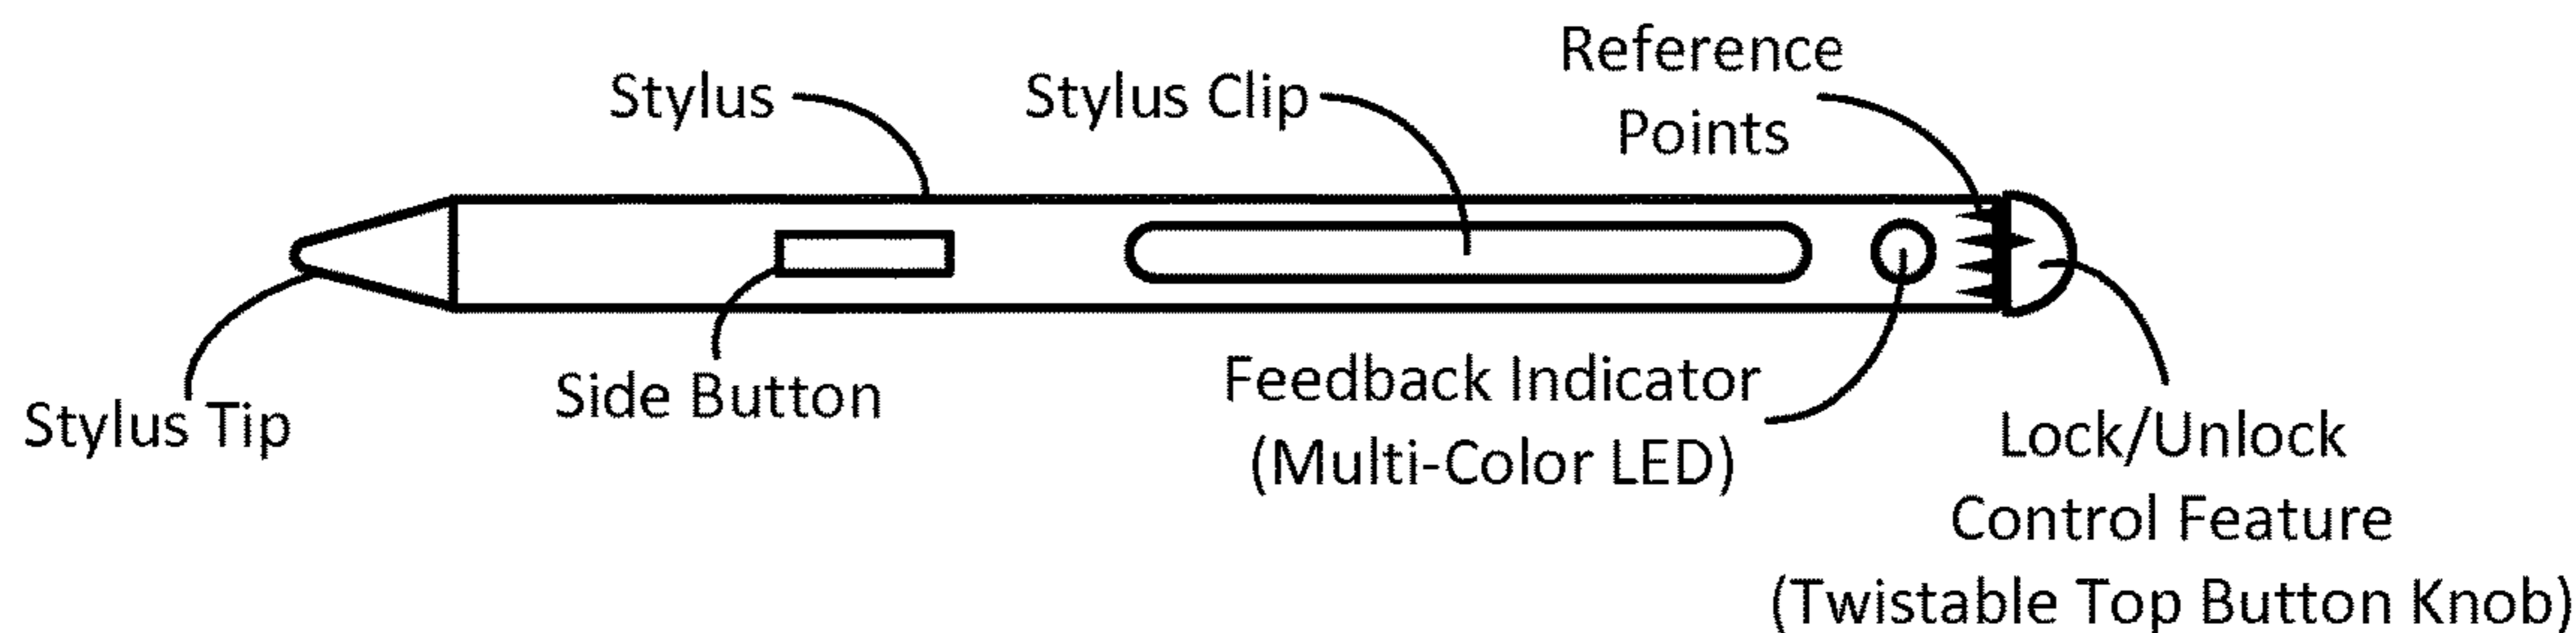 Reference
Points
Stylus
Stylus Clip
Stylus Tip
Side Button
Feedback Indicator
(Multi-Color LED)
Lock/Unlock
Control Feature
(Twistable Top Button Knob)